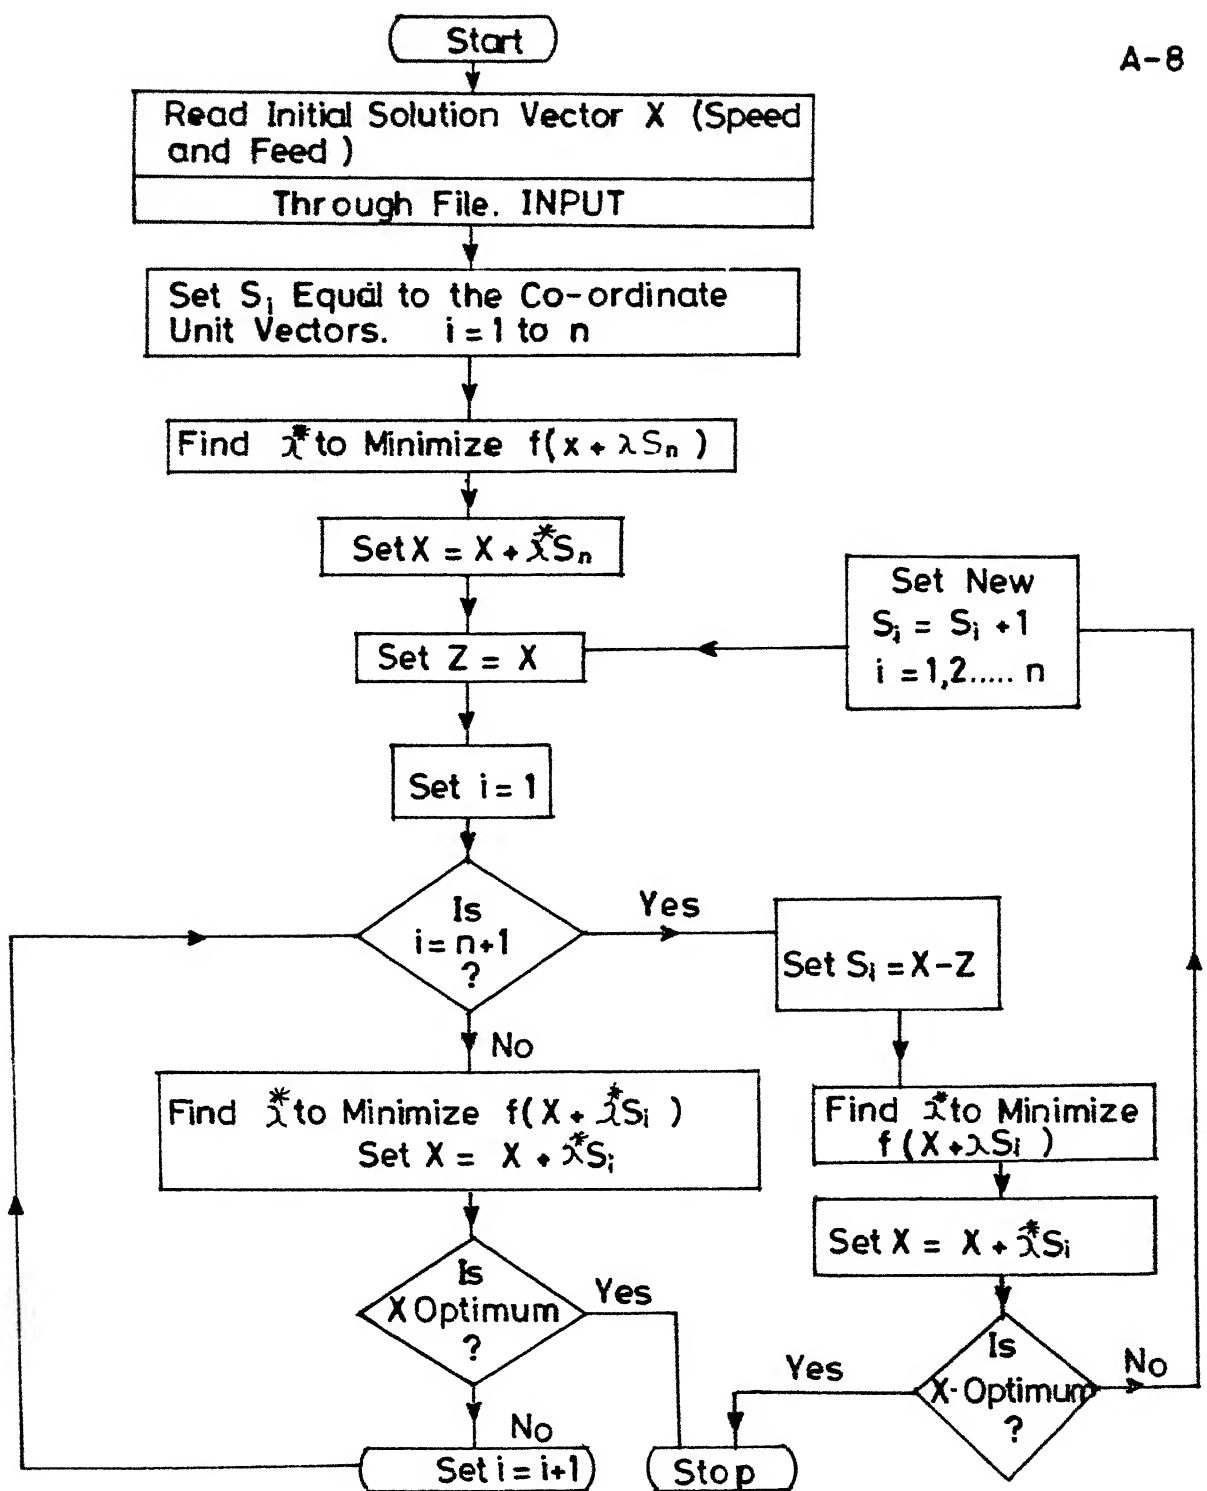 Start
A-8
Read Initial Solution Vector X (Speed
and Feed )
Through File. INPUT
Set Si Equal to the Co-ordinate
Unit Vectors. i = 1 to n
Find λ* to Minimize f(x + λSn )
Set X = X + λ*Sn
Set New
Si = Si +1
i = 1,2..... n
Set Z = X
Set i = 1
Is
i = n+1
?
Yes
Set Si = X-Z
No
Find λ* to Minimize f(X + λ*Si )
Set X = X + λ*Si
Find λ* to Minimize
f (X+λSi )
Set X = X + λ*Si
Is
X Optimum
?
Yes
Is
X-Optimum
?
Yes
No
No
Set i = i+1
Stop